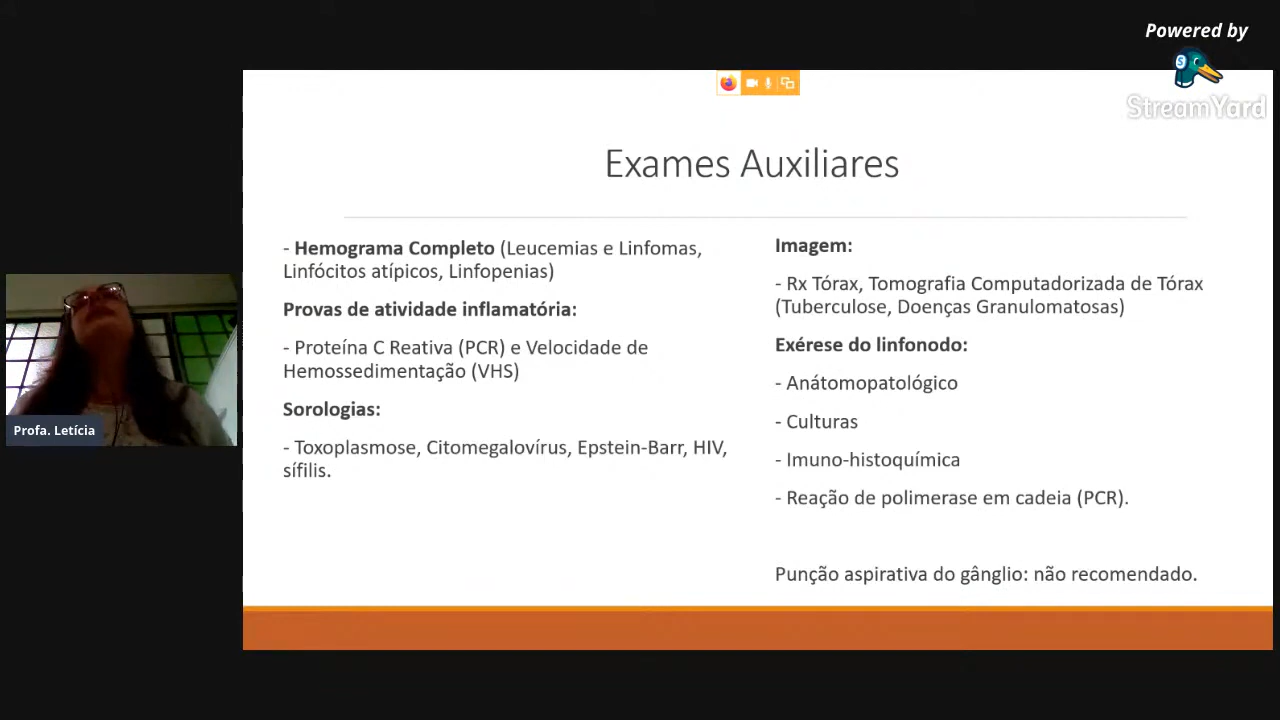 Powered by
StreamYard
Exames Auxiliares
- Hemograma Completo (Leucemias e Linfomas,
Linfócitos atípicos, Linfopenias)
Provas de atividade inflamatória:
- Proteína C Reativa (PCR) e Velocidade de
Hemossedimentação (VHS)
Sorologias:
- Toxoplasmose, Citomegalovírus, Epstein-Barr, HIV,
sífilis.
Imagem:
- Rx Tórax, Tomografia Computadorizada de Tórax
(Tuberculose, Doenças Granulomatosas)
Exérese do linfonodo:
- Anátomopatológico
- Culturas
- Imuno-histoquímica
- Reação de polimerase em cadeia (PCR).
Punção aspirativa do gânglio: não recomendado.
Profa. Letícia